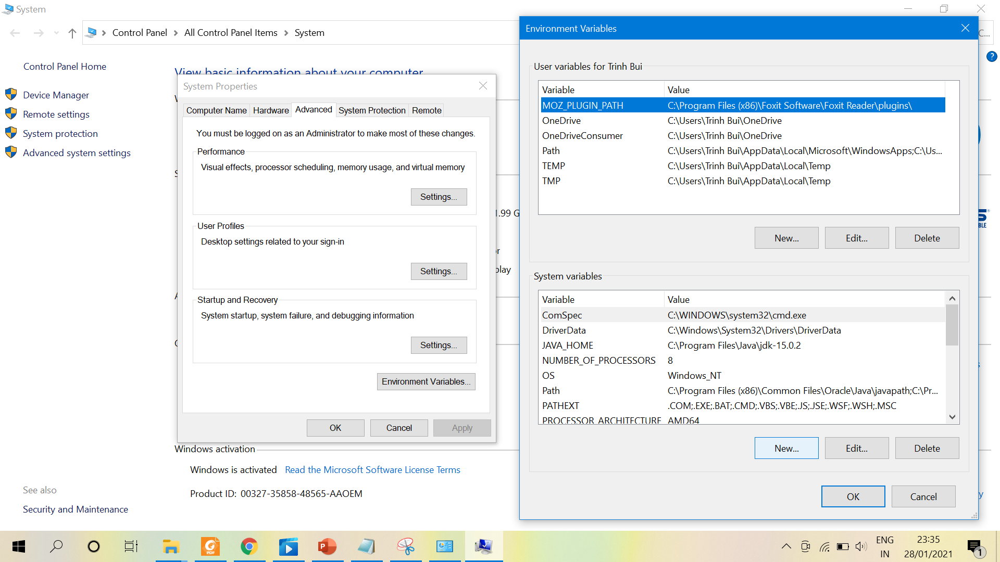 System
Control Panel
All Control Panel Items
System
C...
Control Panel Home
Device Manager
Remote settings
System protection
Advanced system settings
View basic information about your computer
System Properties
Computer Name
Hardware
Advanced
System Protection
Remote
You must be logged on as an Administrator to make most of these changes.
Performance
Visual effects, processor scheduling, memory usage, and virtual memory
Settings...
User Profiles
Desktop settings related to your sign-in
Settings...
Startup and Recovery
System startup, system failure, and debugging information
Settings...
Environment Variables...
OK
Cancel
Apply
1.99 G
or
play
Windows activation
Windows is activated Read the Microsoft Software License Terms
Product ID: 00327-35858-48565-AAOEM
See also
Security and Maintenance
Environment Variables
User variables for Trinh Bui
Variable Value
MOZ_PLUGIN_PATH C:\Program Files (x86)\Foxit Software\Foxit Reader\plugins\
OneDrive C:\Users\Trinh Bui\OneDrive
OneDriveConsumer C:\Users\Trinh Bui\OneDrive
Path C:\Users\Trinh Bui\AppData\Local\Microsoft\WindowsApps;C:\Us...
TEMP C:\Users\Trinh Bui\AppData\Local\Temp
TMP C:\Users\Trinh Bui\AppData\Local\Temp
New...
Edit...
Delete
System variables
Variable Value
ComSpec C:\WINDOWS\system32\cmd.exe
DriverData C:\Windows\System32\Drivers\DriverData
JAVA_HOME C:\Program Files\Java\jdk-15.0.2
NUMBER_OF_PROCESSORS 8
OS Windows_NT
Path C:\Program Files (x86)\Common Files\Oracle\Java\javapath;C:\Pr...
PATHEXT .COM;.EXE;.BAT;.CMD;.VBS;.VBE;.JS;.JSE;.WSF;.WSH;.MSC
PROCESSOR_ARCHITECTURE AMD64
New...
Edit...
Delete
OK
Cancel
?
BLE
PDF
P
ENG
IN
23:35
28/01/2021
1